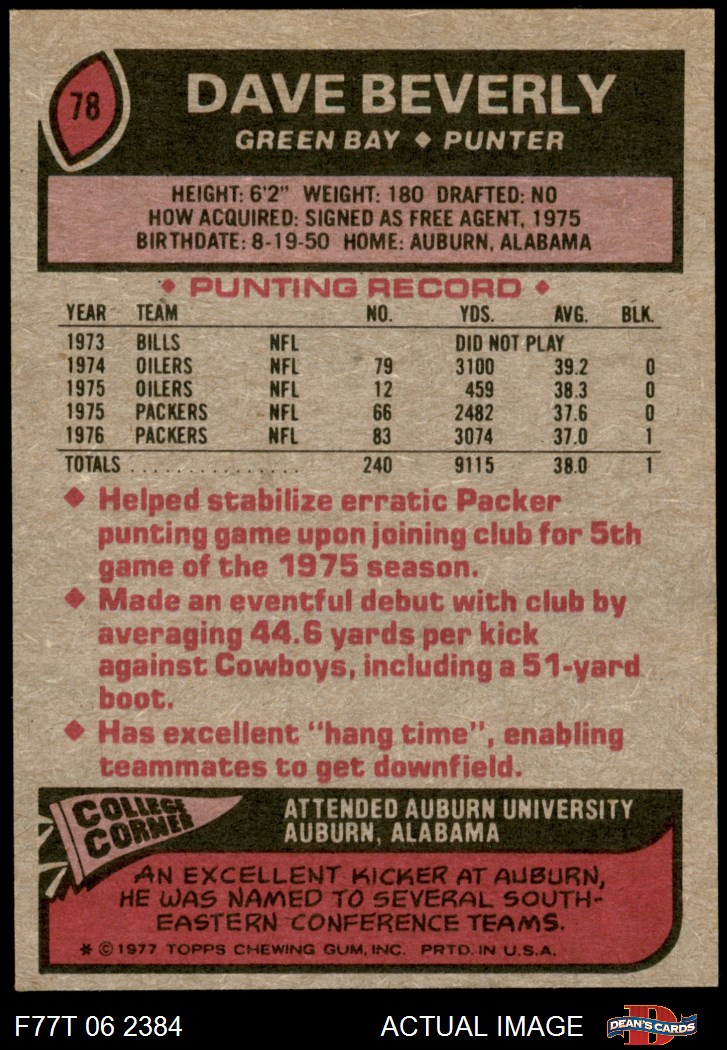 78
DAVE BEVERLY
GREEN BAY ♦ PUNTER
HEIGHT: 6'2" WEIGHT: 180 DRAFTED: NO
HOW ACQUIRED: SIGNED AS FREE AGENT, 1975
BIRTHDATE: 8-19-50 HOME: AUBURN, ALABAMA
♦ PUNTING RECORD ♦
YEAR TEAM NO. YDS. AVG. BLK.
1973 BILLS NFL DID NOT PLAY
1974 OILERS NFL 79 3100 39.2 0
1975 OILERS NFL 12 459 38.3 0
1975 PACKERS NFL 66 2482 37.6 0
1976 PACKERS NFL 83 3074 37.0 1
TOTALS ............... 240 9115 38.0 1
♦ Helped stabilize erratic Packer
punting game upon joining club for 5th
game of the 1975 season.
♦ Made an eventful debut with club by
averaging 44.6 yards per kick
against Cowboys, including a 51-yard
boot.
♦ Has excellent "hang time", enabling
teammates to get downfield.
COLLEGE
CORNER
ATTENDED AUBURN UNIVERSITY
AUBURN, ALABAMA
AN EXCELLENT KICKER AT AUBURN,
HE WAS NAMED TO SEVERAL SOUTH-
EASTERN CONFERENCE TEAMS.
* © 1977 TOPPS CHEWING GUM, INC. PRTD. IN U.S.A.
F77T 06 2384 ACTUAL IMAGE
D
DEAN'S CARDS